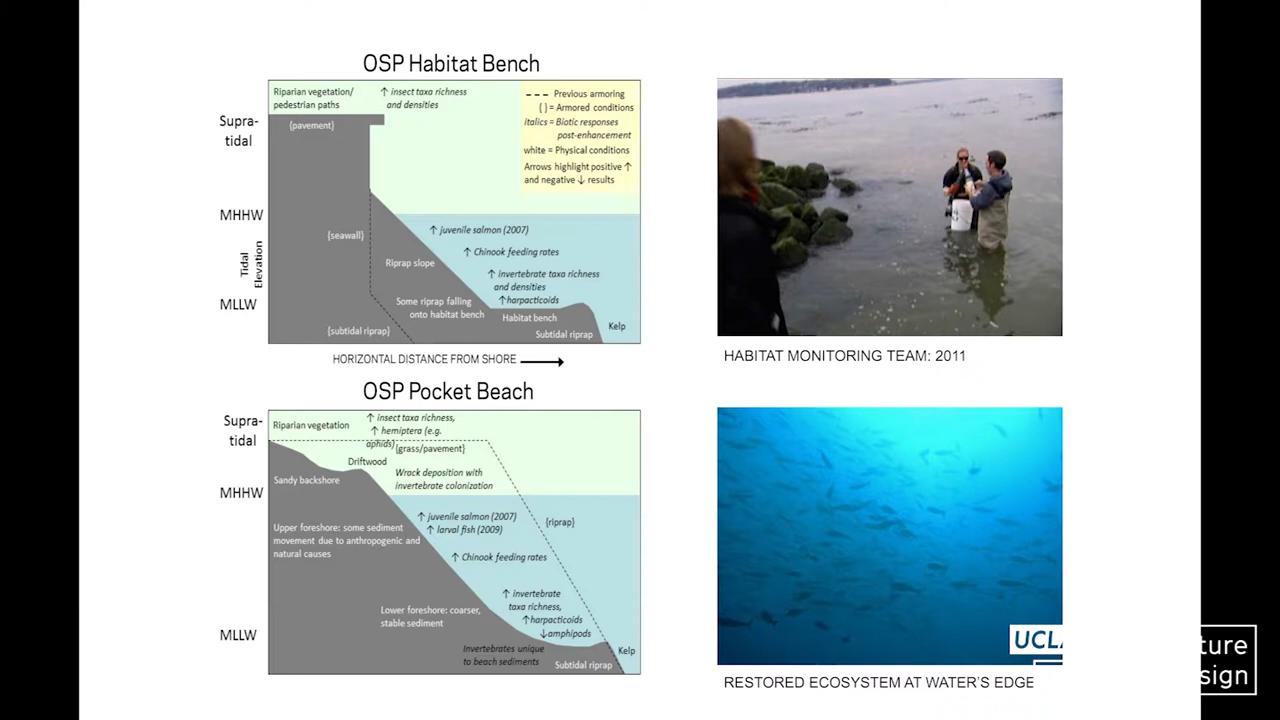 OSP Habitat Bench
Riparian vegetation/
pedestrian paths
↑ insect taxa richness
and densities
Previous armoring
{ } = Armored conditions
italics = Biotic responses
post-enhancement
white = Physical conditions
Arrows highlight positive ↑
and negative ↓ results
Supra-
tidal
{pavement}
MHHW
{seawall}
↑ juvenile salmon (2007)
↑ Chinook feeding rates
Riprap slope
Tidal
Elevation
↑ invertebrate taxa richness
and densities
↑harpacticoids
MLLW
Some riprap falling
onto habitat bench
Habitat bench
Kelp
{subtidal riprap}
Subtidal riprap
HORIZONTAL DISTANCE FROM SHORE
HABITAT MONITORING TEAM: 2011
OSP Pocket Beach
Supra-
tidal
Riparian vegetation
↑ insect taxa richness,
↑ hemiptera (e.g.
aphids)
{grass/pavement}
Driftwood
Sandy backshore
Wrack deposition with
invertebrate colonization
MHHW
Upper foreshore: some sediment
movement due to anthropogenic and
natural causes
↑ juvenile salmon (2007)
↑ larval fish (2009)
{riprap}
↑ Chinook feeding rates
↑ invertebrate
taxa richness,
↑harpacticoids
↓amphipods
Lower foreshore: coarser,
stable sediment
MLLW
Invertebrates unique
to beach sediments
Kelp
Subtidal riprap
UCLA
ture
sign
RESTORED ECOSYSTEM AT WATER'S EDGE